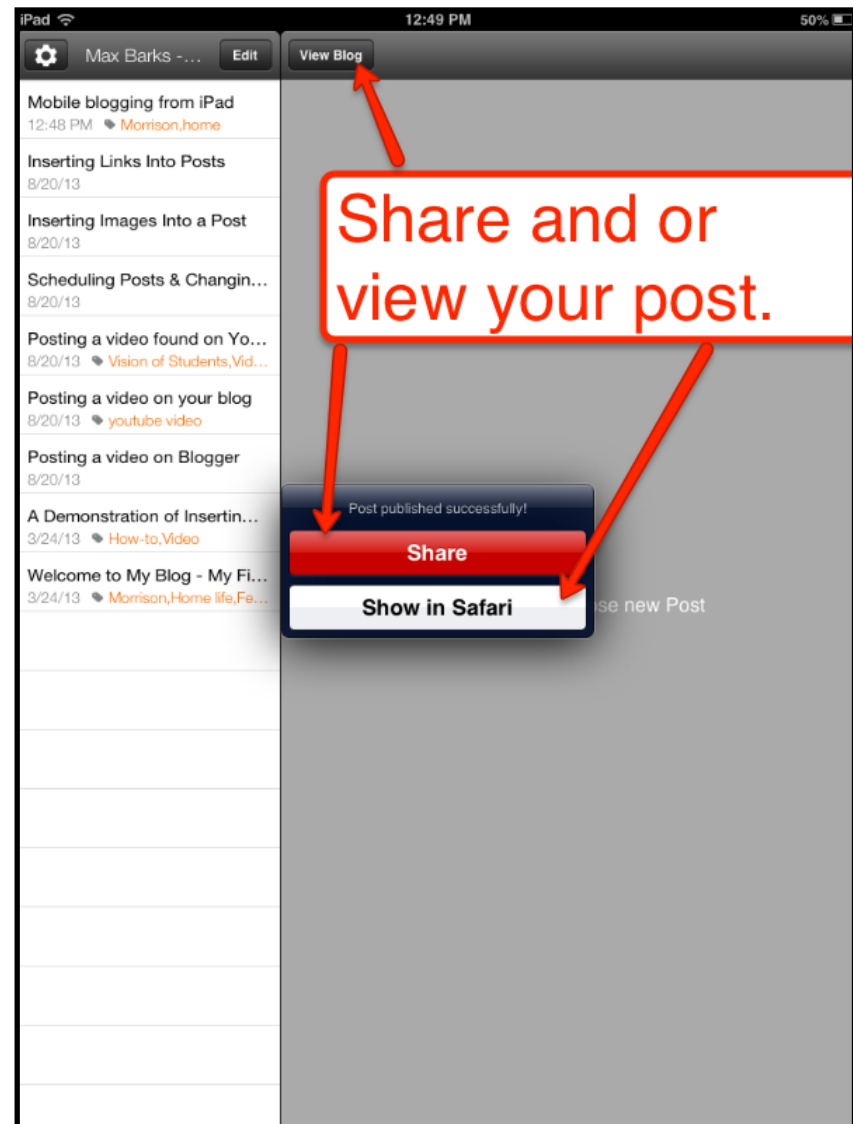 iPad 12:49 PM 50%
Max Barks -... Edit View Blog
Mobile blogging from iPad
12:48 PM Morrison,home
Inserting Links Into Posts
8/20/13
Inserting Images Into a Post
8/20/13
Scheduling Posts & Changin...
8/20/13
Posting a video found on Yo...
8/20/13 Vision of Students,Vid...
Posting a video on your blog
8/20/13 youtube video
Posting a video on Blogger
8/20/13
A Demonstration of Insertin...
3/24/13 How-to,Video
Welcome to My Blog - My Fi...
3/24/13 Morrison,Home life,Fe...
Share and or
view your post.
Post published successfully!
Share
Show in Safari
ose new Post